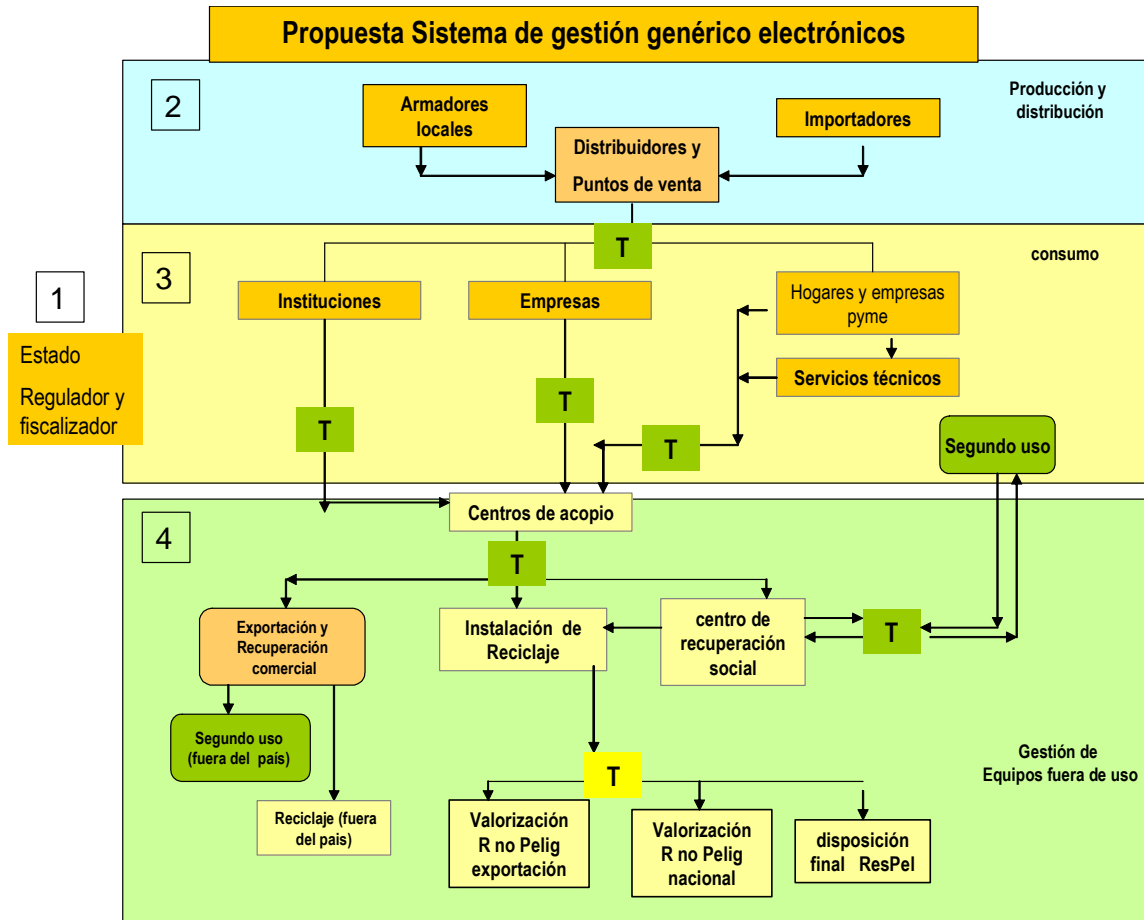 Propuesta Sistema de gestión genérico electrónicos
2
Producción y
distribución
Armadores
locales
Importadores
Distribuidores y
Puntos de venta
T
3
consumo
1
Estado
Regulador y
fiscalizador
Instituciones
Empresas
Hogares y empresas
pyme
Servicios técnicos
T
T
T
Segundo uso
Centros de acopio
4
T
Exportación y
Recuperación
comercial
Instalación de
Reciclaje
centro de
recuperación
social
T
Segundo uso
(fuera del país)
Reciclaje (fuera
del pais)
T
Gestión de
Equipos fuera de uso
Valorización
R no Pelig
exportación
Valorización
R no Pelig
nacional
disposición
final ResPel